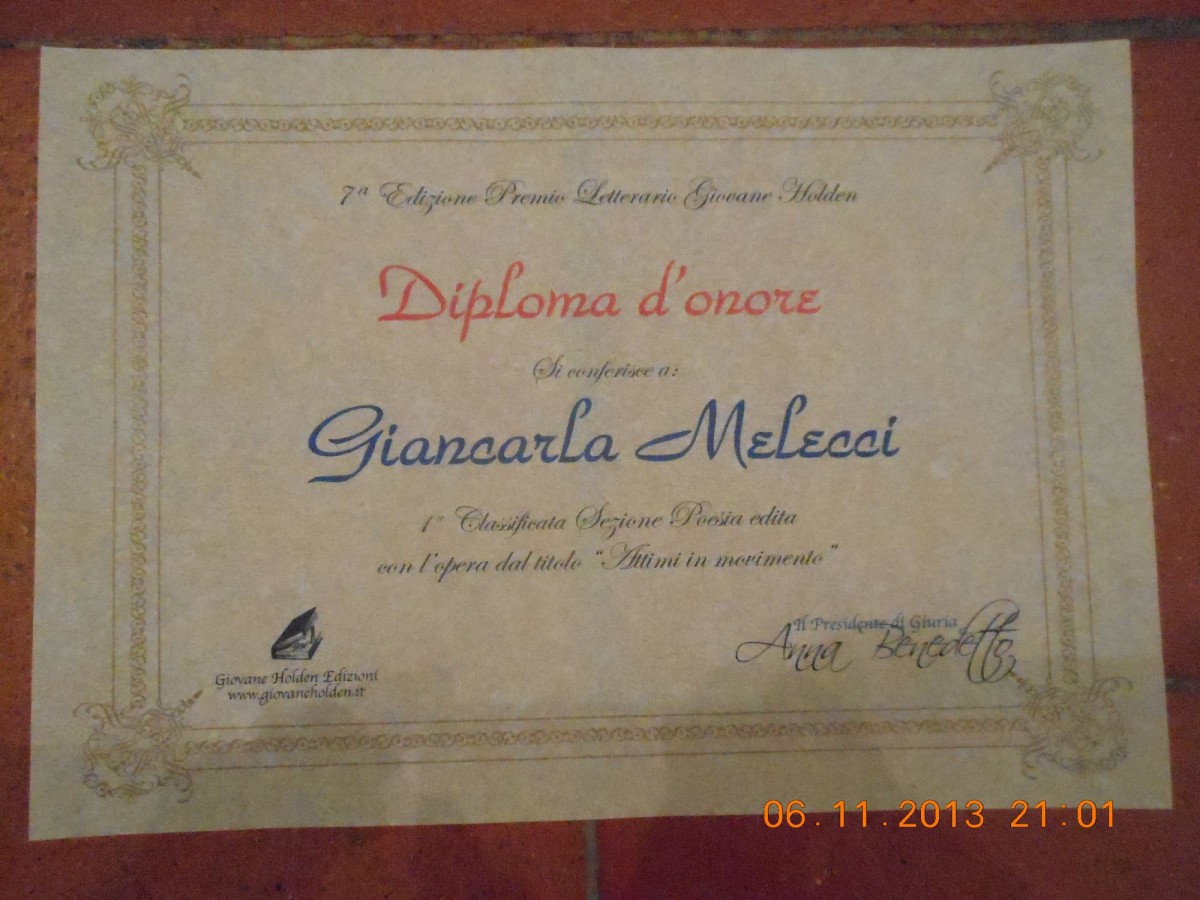 7ª Edizione Premio Letterario Giovane Holden
Diploma d'onore
Si conferisce a:
Giancarla Melecci
1ª Classificata Sezione Poesia edita
con l'opera dal titolo "Attimi in movimento"
Il Presidente di Giuria
Anna Benedetto
Giovane Holden Edizioni
www.giovaneholden.it
06.11.2013 21:01